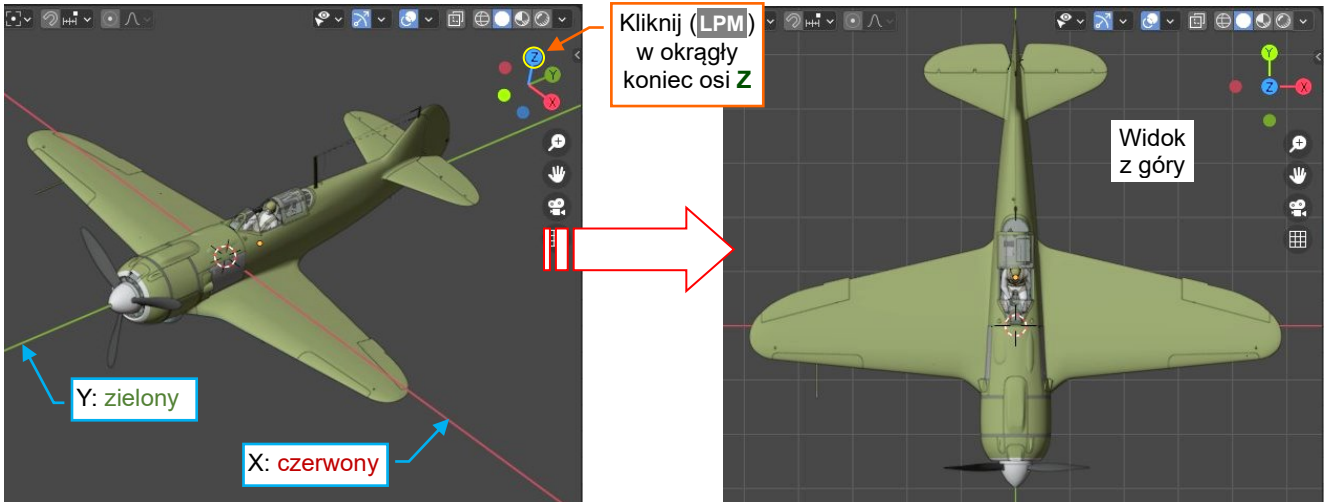 Kliknij (LPM)
w okrągły
koniec osi Z
Z
Y
X
Y: zielony
X: czerwony
Y
Z
X
Widok
z góry